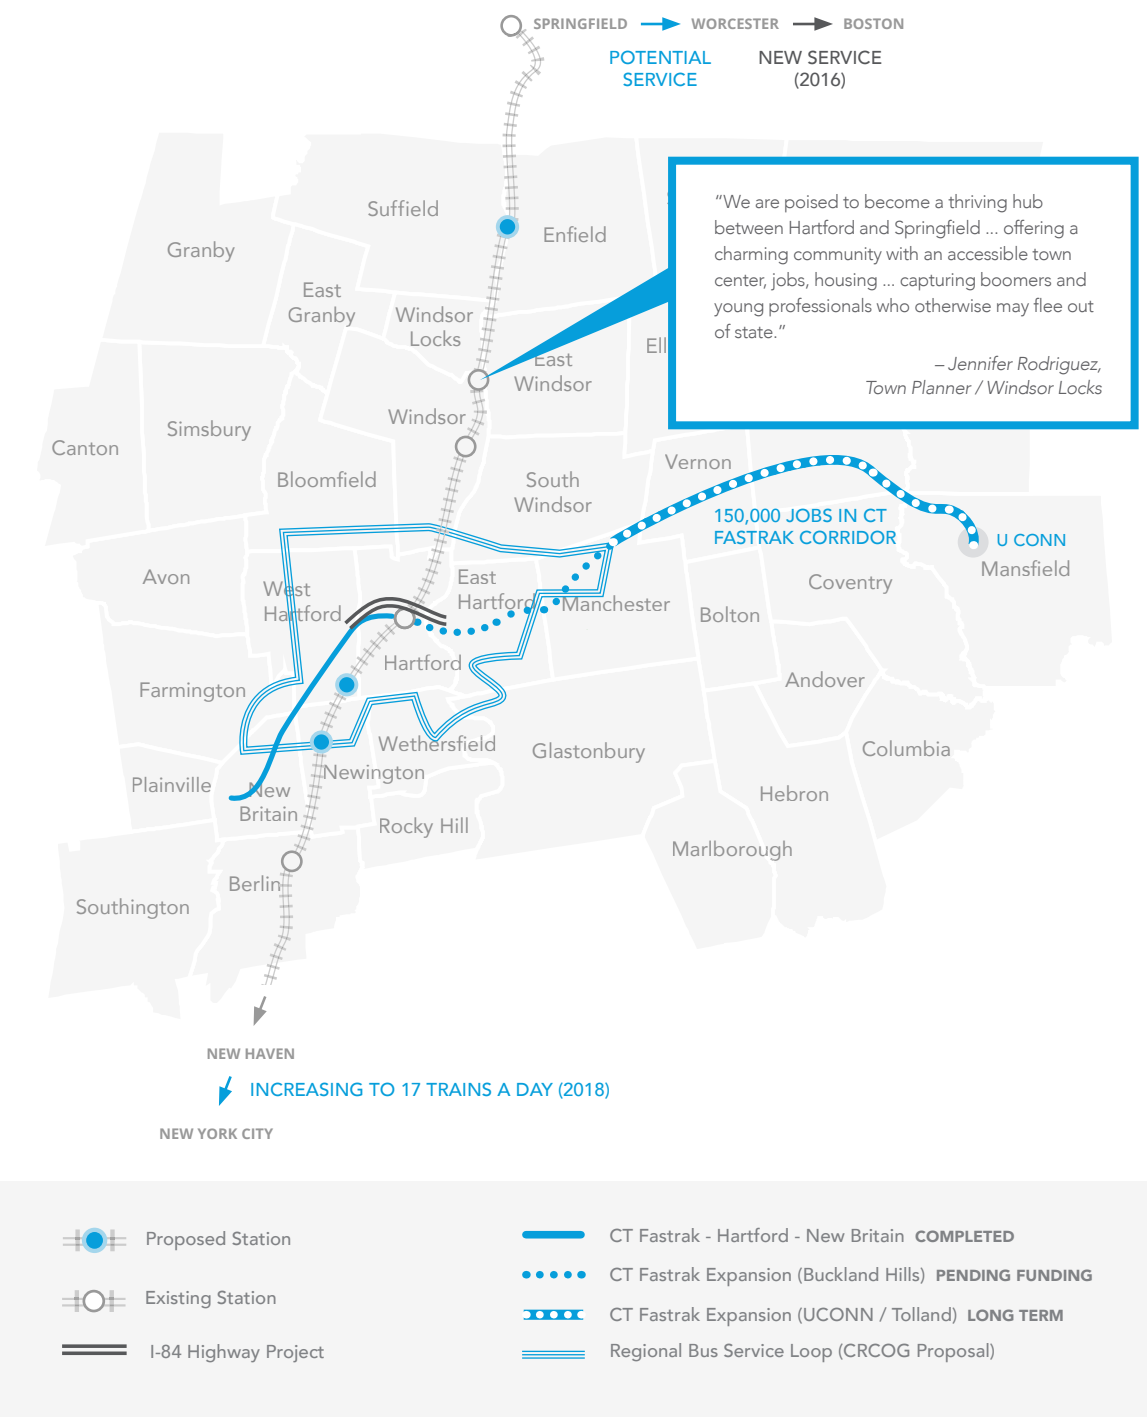 SPRINGFIELD WORCESTER BOSTON
POTENTIAL
SERVICE
NEW SERVICE
(2016)
“We are poised to become a thriving hub
between Hartford and Springfield ... offering a
charming community with an accessible town
center, jobs, housing ... capturing boomers and
young professionals who otherwise may flee out
of state.”
– Jennifer Rodriguez,
Town Planner / Windsor Locks
Suffield
Enfield
Granby
East
Granby
Windsor
Locks
East
Windsor
Ell
Windsor
Simsbury
Canton
Bloomfield
South
Windsor
Vernon
150,000 JOBS IN CT
FASTRAK CORRIDOR
U CONN
Mansfield
Avon
West
Hartford
East
Hartford
Manchester
Coventry
Bolton
Hartford
Farmington
Andover
Wethersfield
Glastonbury
Columbia
Newington
Plainville
New
Britain
Hebron
Rocky Hill
Marlborough
Berlin
Southington
NEW HAVEN
INCREASING TO 17 TRAINS A DAY (2018)
NEW YORK CITY
Proposed Station
Existing Station
I-84 Highway Project
CT Fastrak - Hartford - New Britain COMPLETED
CT Fastrak Expansion (Buckland Hills) PENDING FUNDING
CT Fastrak Expansion (UCONN / Tolland) LONG TERM
Regional Bus Service Loop (CRCOG Proposal)